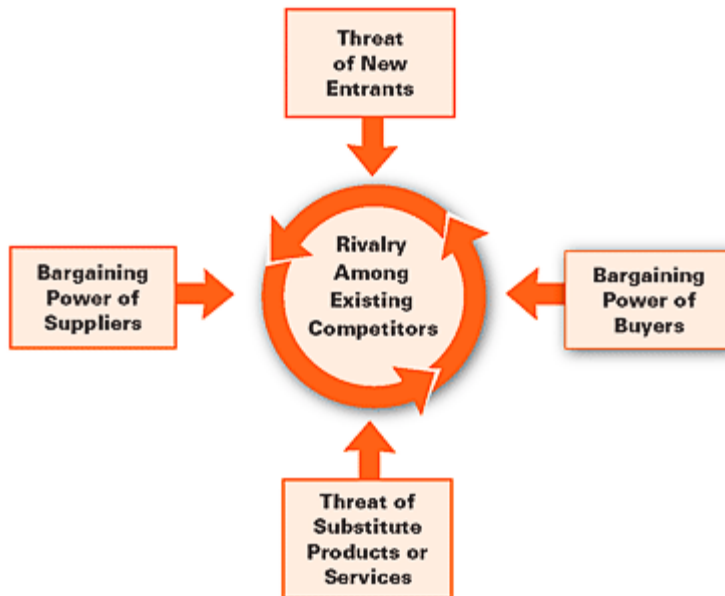 Threat
of New
Entrants
Rivalry
Among
Existing
Competitors
Bargaining
Power of
Suppliers
Bargaining
Power of
Buyers
Threat of
Substitute
Products or
Services